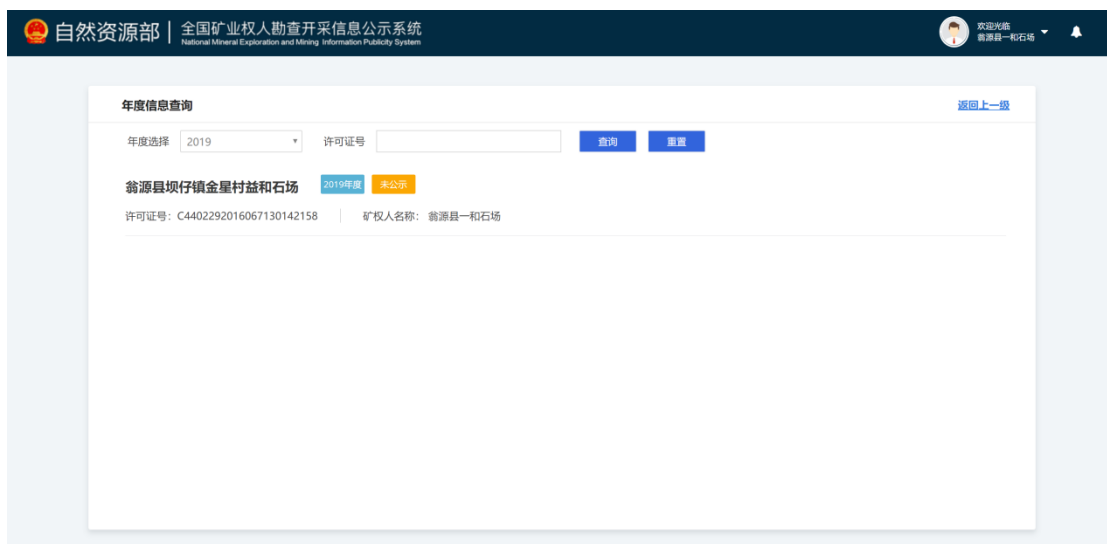 自然资源部 全国矿业权人勘查开采信息公示系统
National Mineral Exploration and Mining Information Publicity System
欢迎光临
翁源县一和石场
年度信息查询 返回上一级
年度选择 2019 许可证号 查询 重置
翁源县坝仔镇金星村益和石场 2019年度 未公示
许可证号：C4402292016067130142158 矿权人名称： 翁源县一和石场